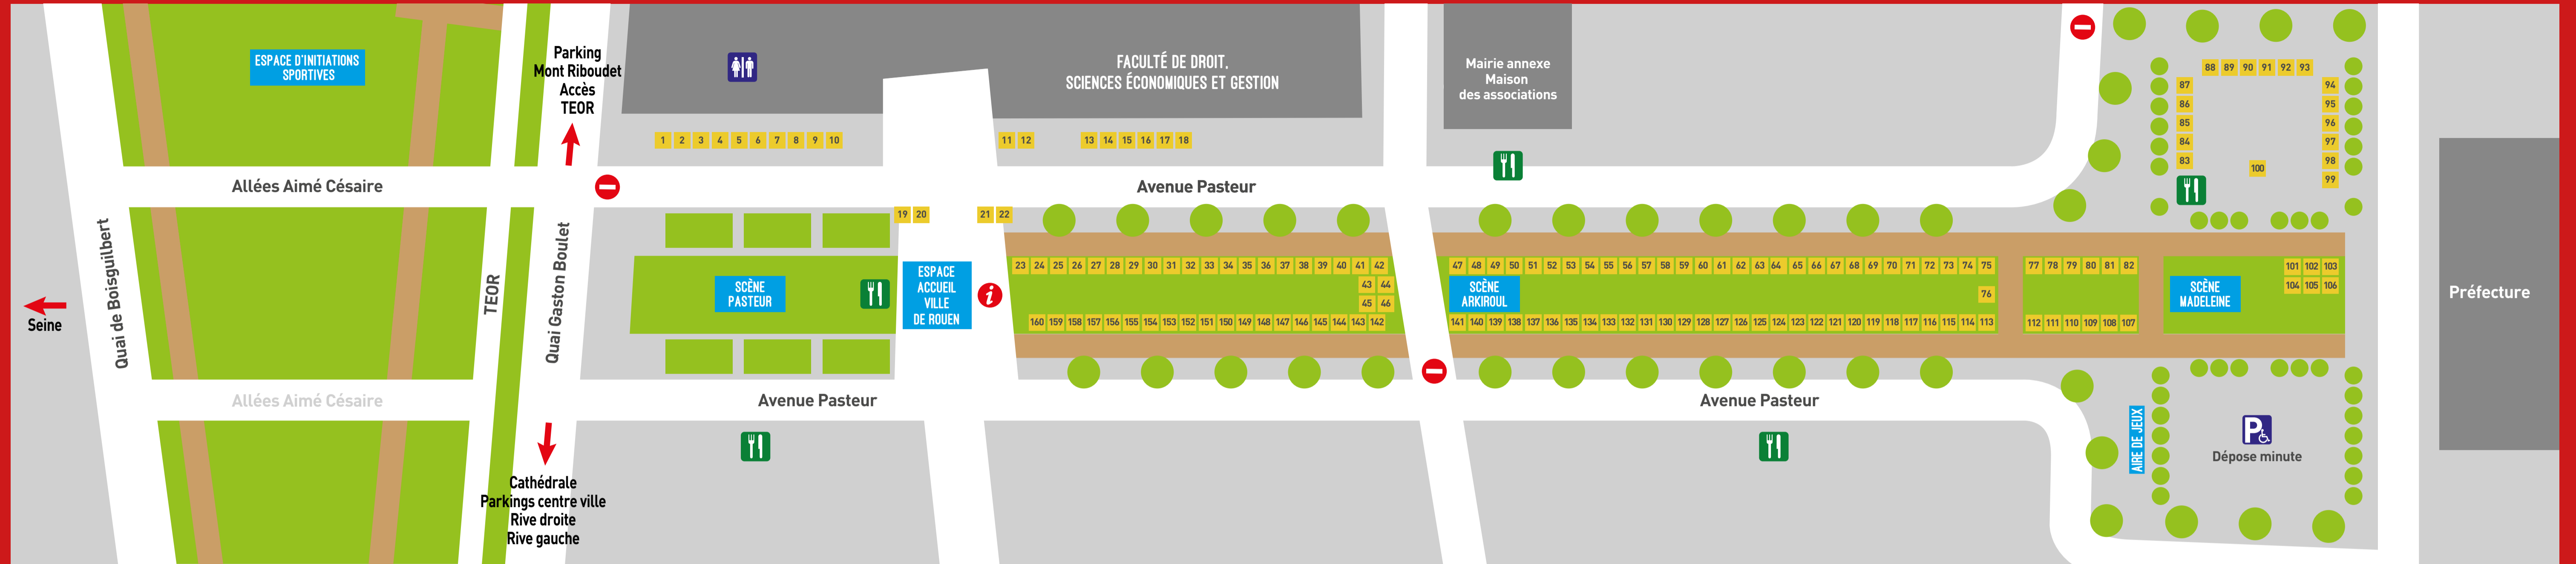 ESPACE D'INITIATIONS
SPORTIVES
Parking
Mont Riboudet
Accès
TEOR
FACULTÉ DE DROIT,
SCIENCES ÉCONOMIQUES ET GESTION
Mairie annexe
Maison
des associations
88 89 90 91 92 93
87
86
85
84
83
94
95
96
97
98
99
100
1 2 3 4 5 6 7 8 9 10
11 12
13 14 15 16 17 18
Allées Aimé Césaire
Avenue Pasteur
19 20
21 22
Quai de Boisguilbert
TEOR
Quai Gaston Boulet
Seine
SCÈNE
PASTEUR
ESPACE
ACCUEIL
VILLE
DE ROUEN
i
23 24 25 26 27 28 29 30 31 32 33 34 35 36 37 38 39 40 41 42
43 44
45 46
160 159 158 157 156 155 154 153 152 151 150 149 148 147 146 145 144 143 142
47 48 49 50 51 52 53 54 55 56 57 58 59 60 61 62 63 64 65 66 67 68 69 70 71 72 73 74 75
SCÈNE
ARKIROUL
76
141 140 139 138 137 136 135 134 133 132 131 130 129 128 127 126 125 124 123 122 121 120 119 118 117 116 115 114 113
77 78 79 80 81 82
112 111 110 109 108 107
SCÈNE
MADELEINE
101 102 103
104 105 106
Préfecture
Allées Aimé Césaire
Avenue Pasteur
Avenue Pasteur
AIRE DE JEUX
P
Dépose minute
Cathédrale
Parkings centre ville
Rive droite
Rive gauche